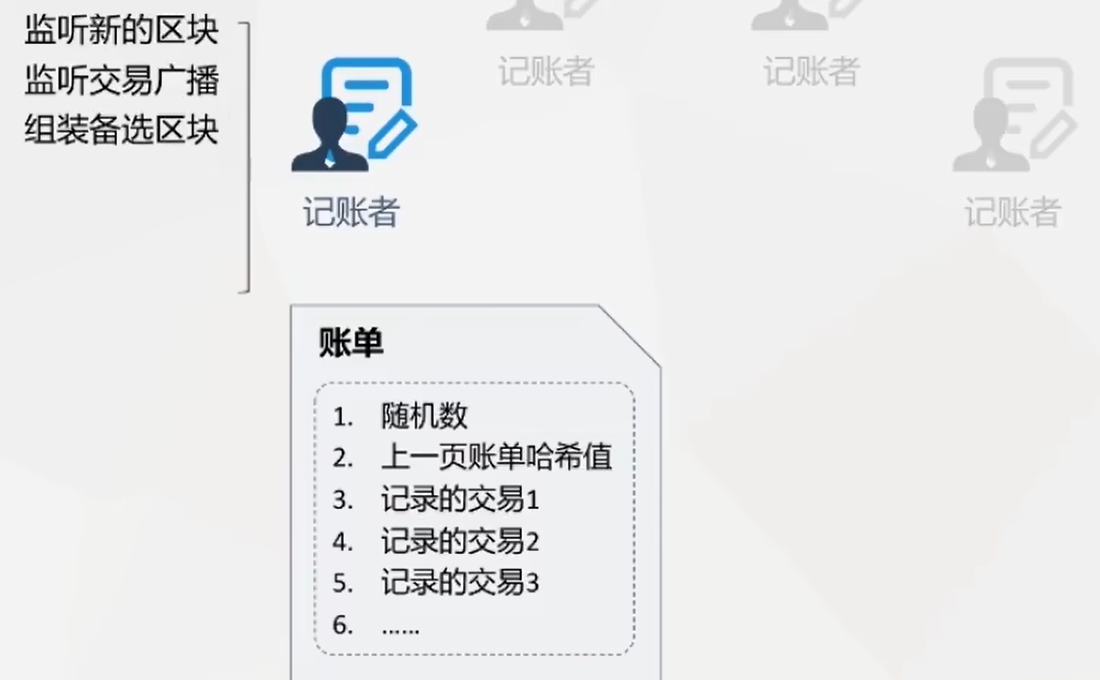 监听新的区块
监听交易广播
组装备选区块
记账者
记账者
记账者
记账者
账单
1. 随机数
2. 上一页账单哈希值
3. 记录的交易1
4. 记录的交易2
5. 记录的交易3
6. ......